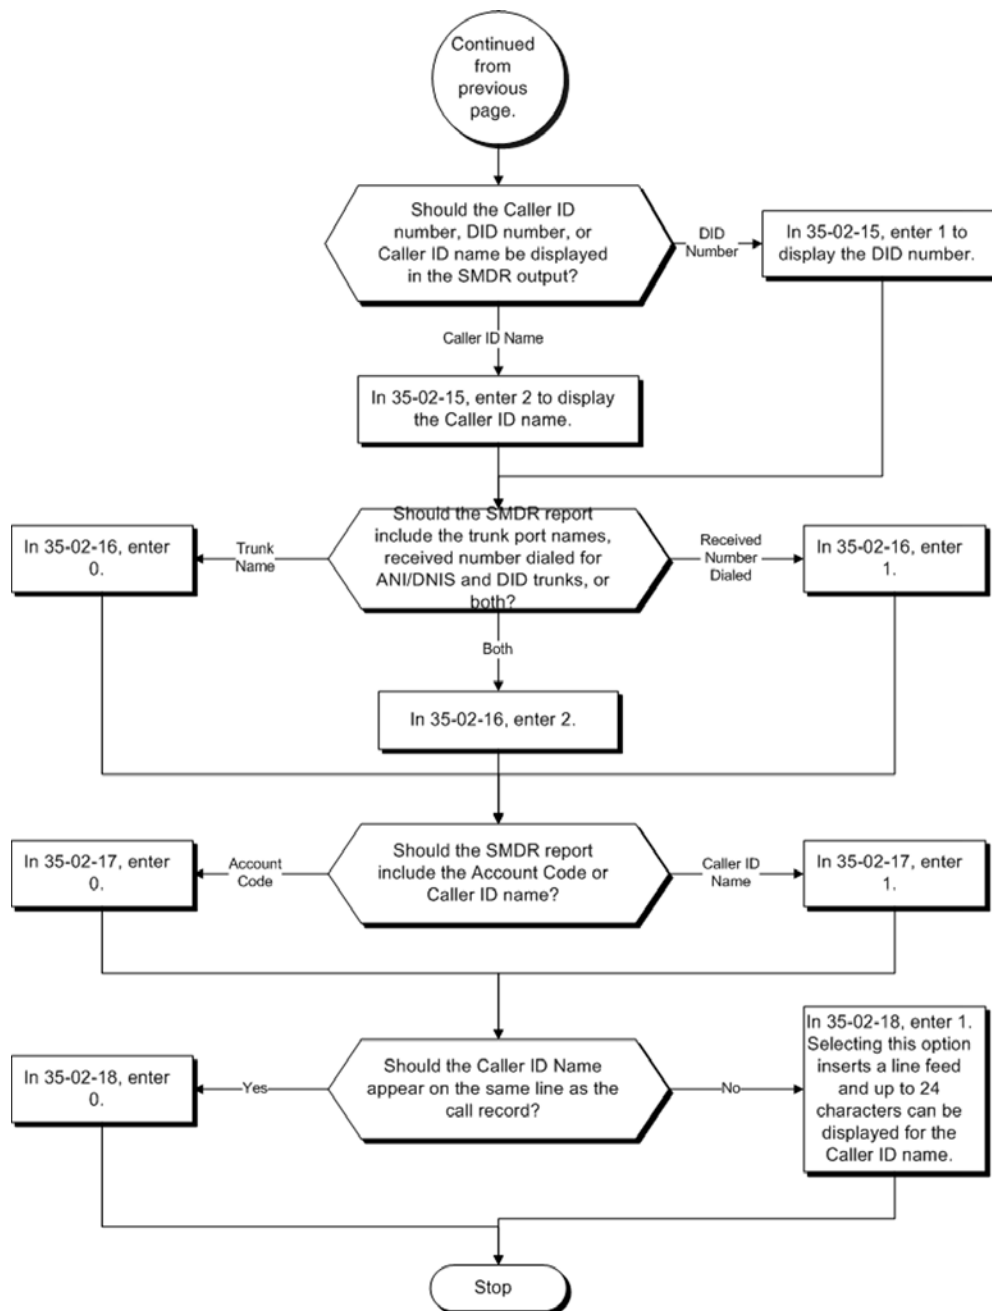 Continued
from
previous
page.
Should the Caller ID
number, DID number, or
Caller ID name be displayed
in the SMDR output?
DID
Number
In 35-02-15, enter 1 to
display the DID number.
Caller ID Name
In 35-02-15, enter 2 to display
the Caller ID name.
In 35-02-16, enter
0.
Trunk
Name
Should the SMDR report
include the trunk port names,
received number dialed for
ANI/DNIS and DID trunks, or
both?
Received
Number
Dialed
In 35-02-16, enter
1.
Both
In 35-02-16, enter 2.
In 35-02-17, enter
0.
Account
Code
Should the SMDR report
include the Account Code or
Caller ID name?
Caller ID
Name
In 35-02-17, enter
1.
In 35-02-18, enter
0.
Yes
Should the Caller ID Name
appear on the same line as the
call record?
No
In 35-02-18, enter 1.
Selecting this option
inserts a line feed
and up to 24
characters can be
displayed for the
Caller ID name.
Stop